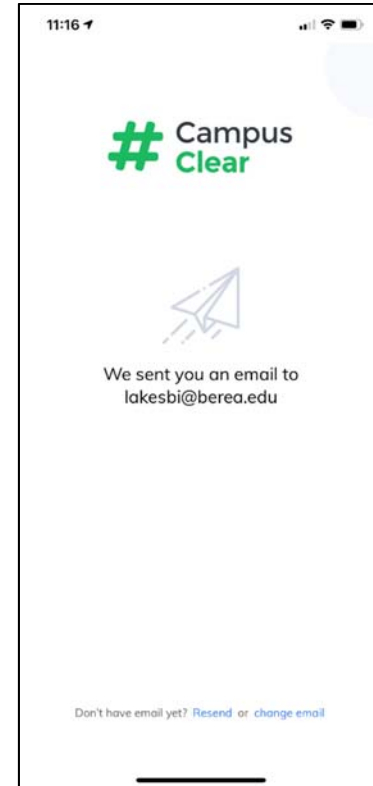 11:16
# Campus
Clear
We sent you an email to
lakesbi@berea.edu
Don't have email yet? Resend or change email